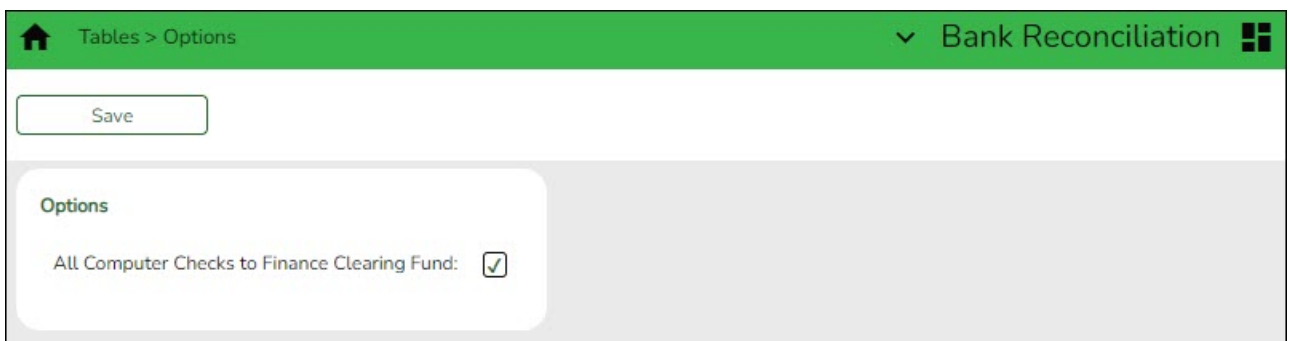 Tables > Options
Bank Reconciliation
Save
Options
All Computer Checks to Finance Clearing Fund: